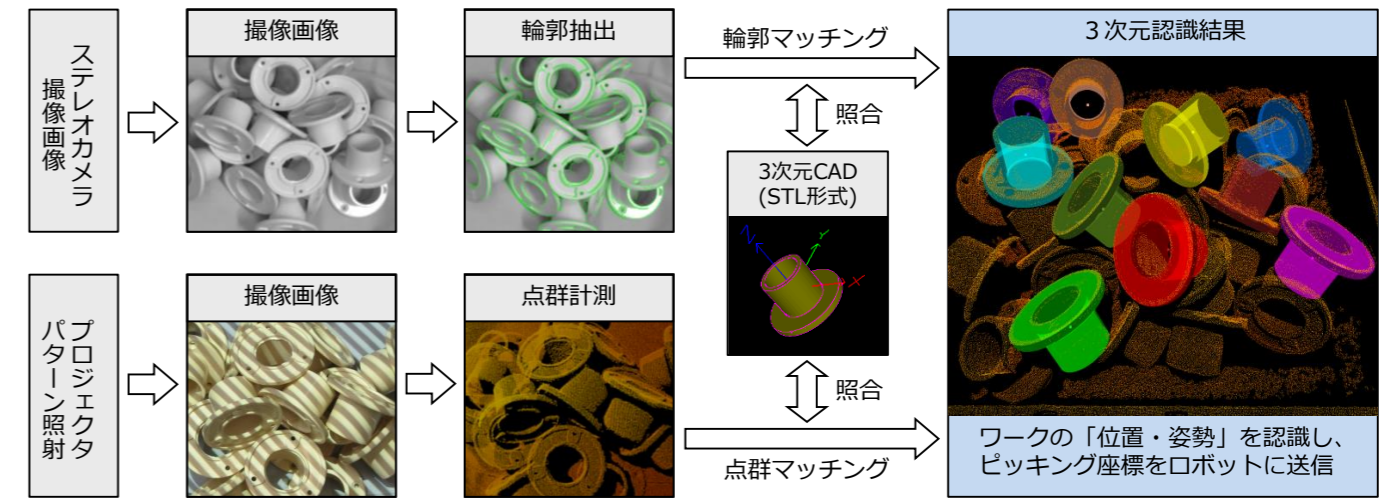 ステレオカメラ
撮像画像
撮像画像
輪郭抽出
輪郭マッチング
照合
3次元CAD
(STL形式)
Z
Y
X
照合
プロジェクタ
パターン照射
撮像画像
点群計測
点群マッチング
３次元認識結果
ワークの「位置・姿勢」を認識し、
ピッキング座標をロボットに送信